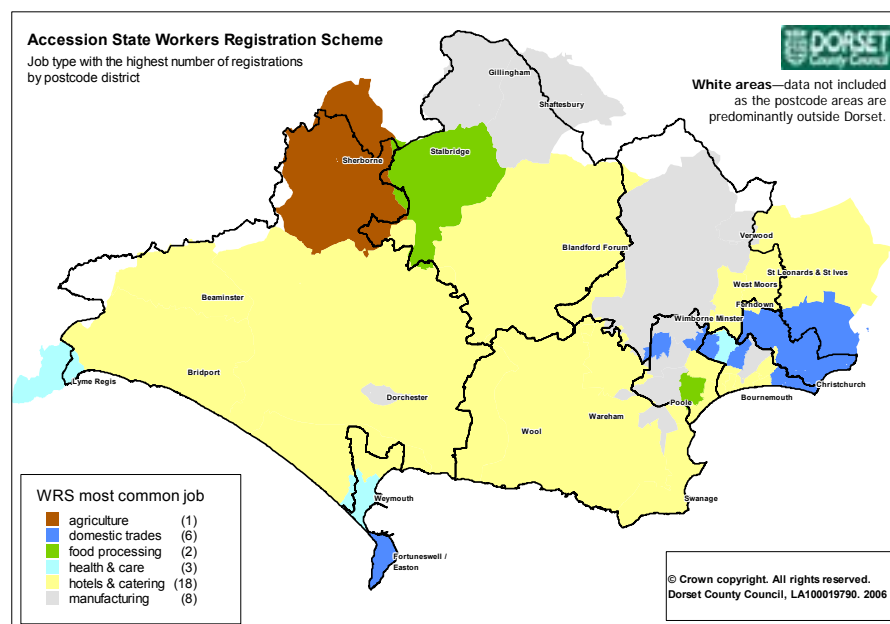 Accession State Workers Registration Scheme
Job type with the highest number of registrations
by postcode district
DORSET
County Council
White areas—data not included
as the postcode areas are
predominantly outside Dorset.
Gillingham
Shaftesbury
Sherborne
Stalbridge
Blandford Forum
Verwood
St Leonards & St Ives
West Moors
Ferndown
Wimborne Minster
Beaminster
Bridport
Lyme Regis
Dorchester
Christchurch
Bournemouth
Poole
Wareham
Wool
Swanage
Weymouth
Fortuneswell /
Easton
WRS most common job
agriculture (1)
domestic trades (6)
food processing (2)
health & care (3)
hotels & catering (18)
manufacturing (8)
© Crown copyright. All rights reserved.
Dorset County Council, LA100019790. 2006